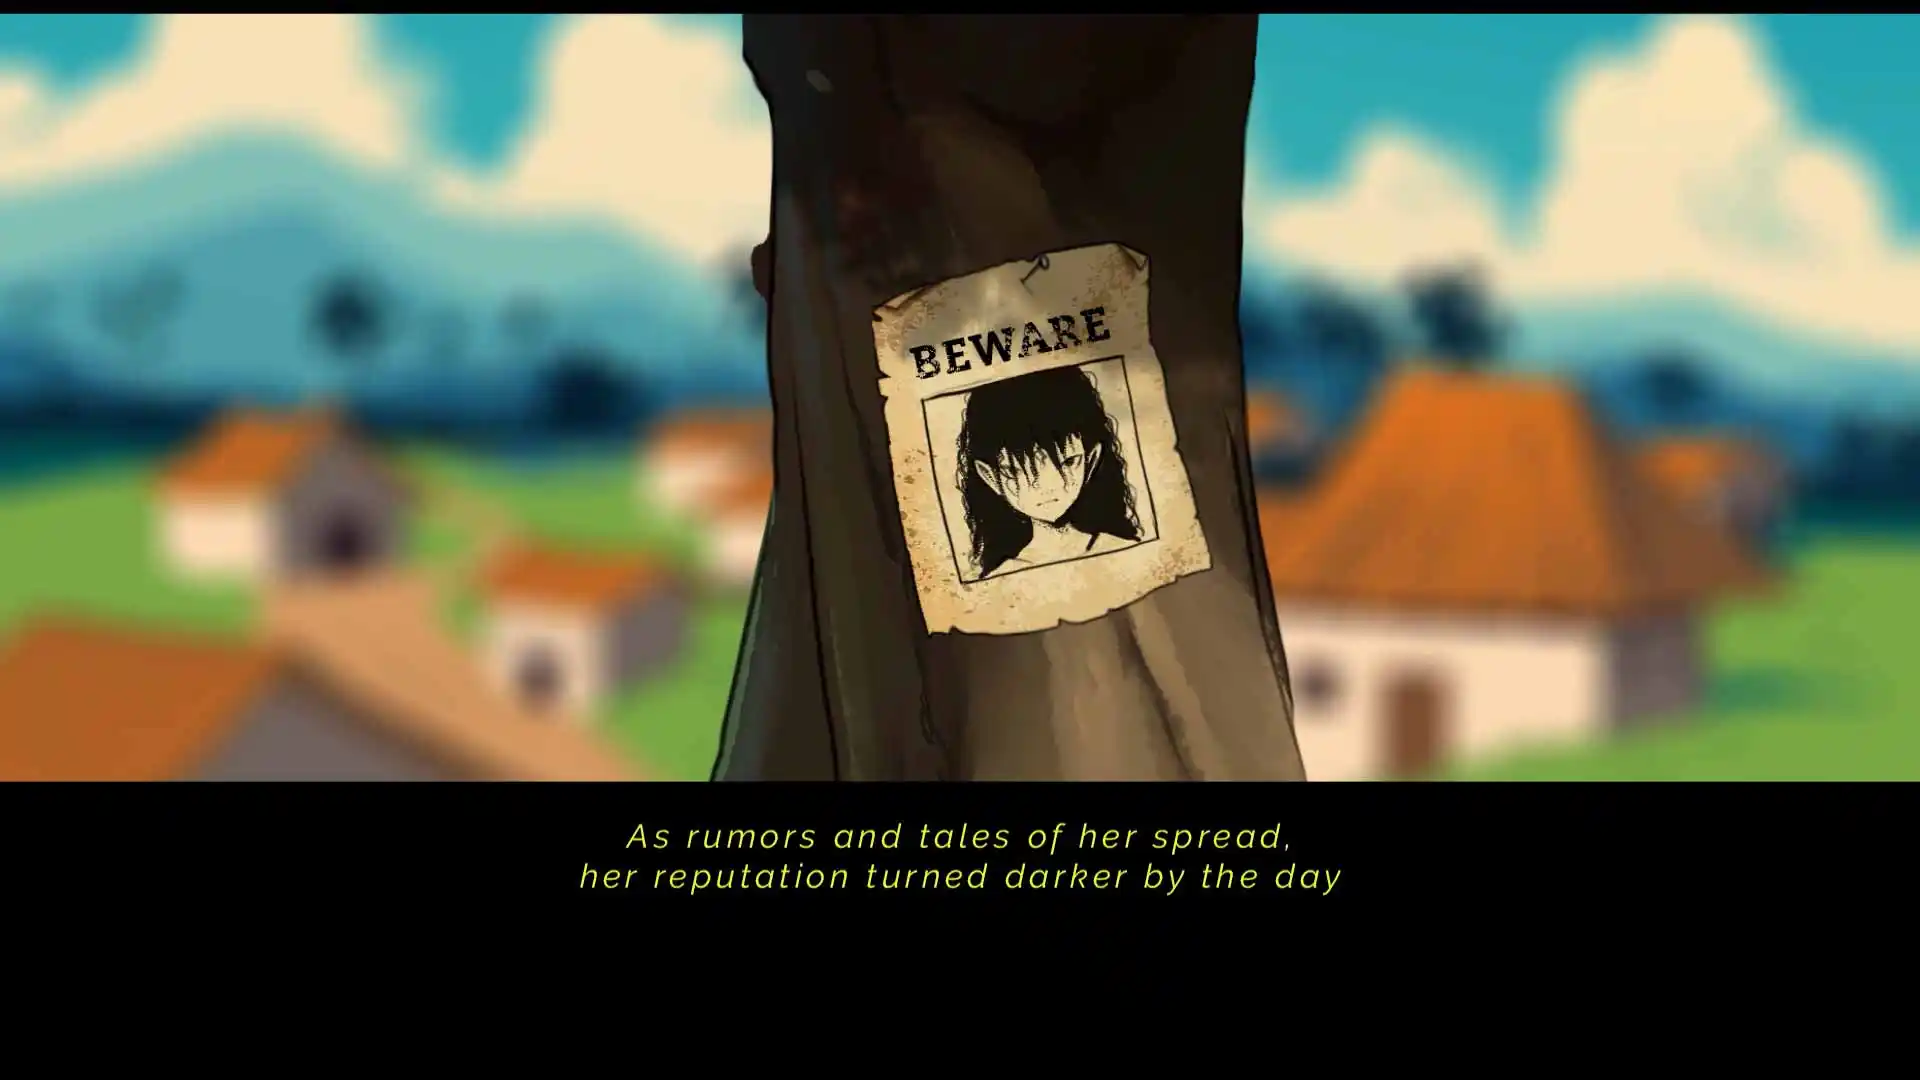 BEWARE
As rumors and tales of her spread,
her reputation turned darker by the day